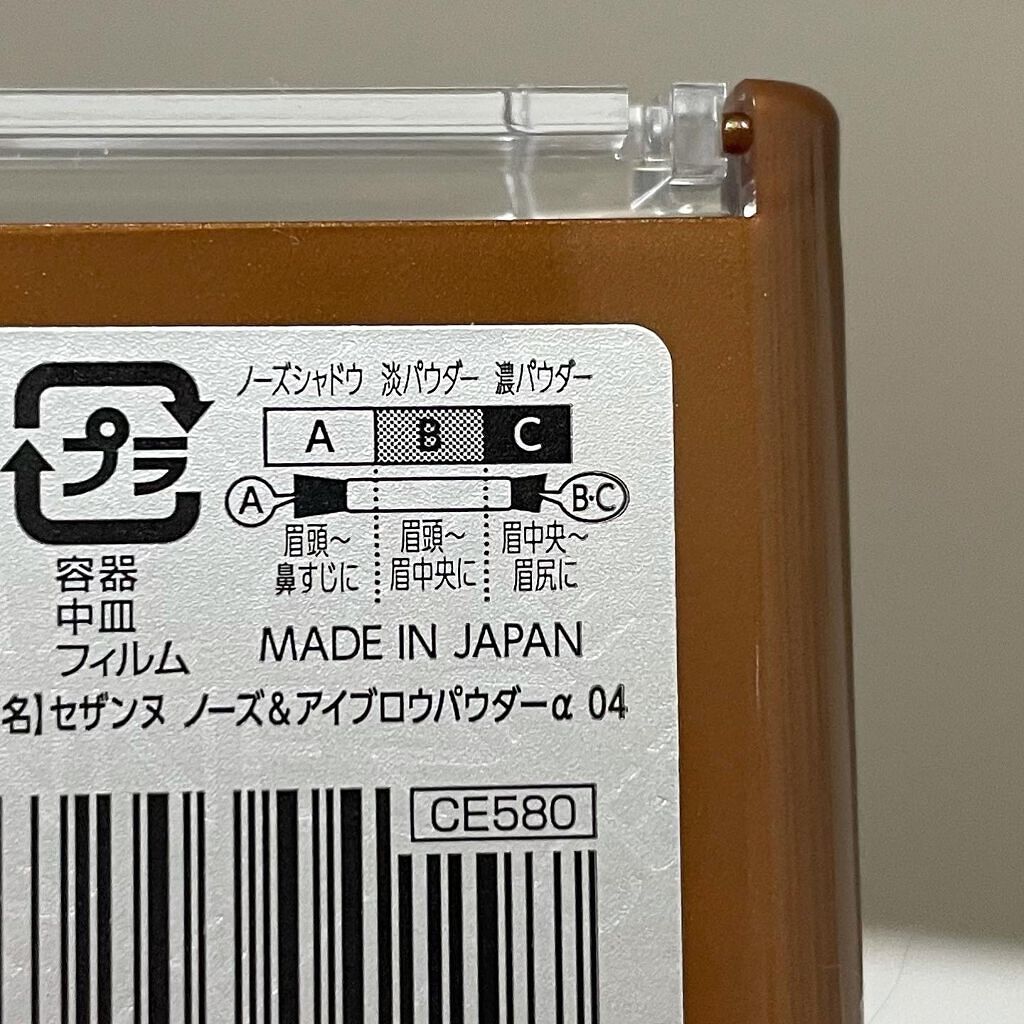 ノーズシャドウ 淡パウダー 濃パウダー
A B C
A B・C
眉頭〜 眉頭〜 眉中央〜
鼻すじに 眉中央に 眉尻に
プラ
容器
中皿
フィルム
MADE IN JAPAN
名】セザンヌ ノーズ&アイブロウパウダーα 04
CE580